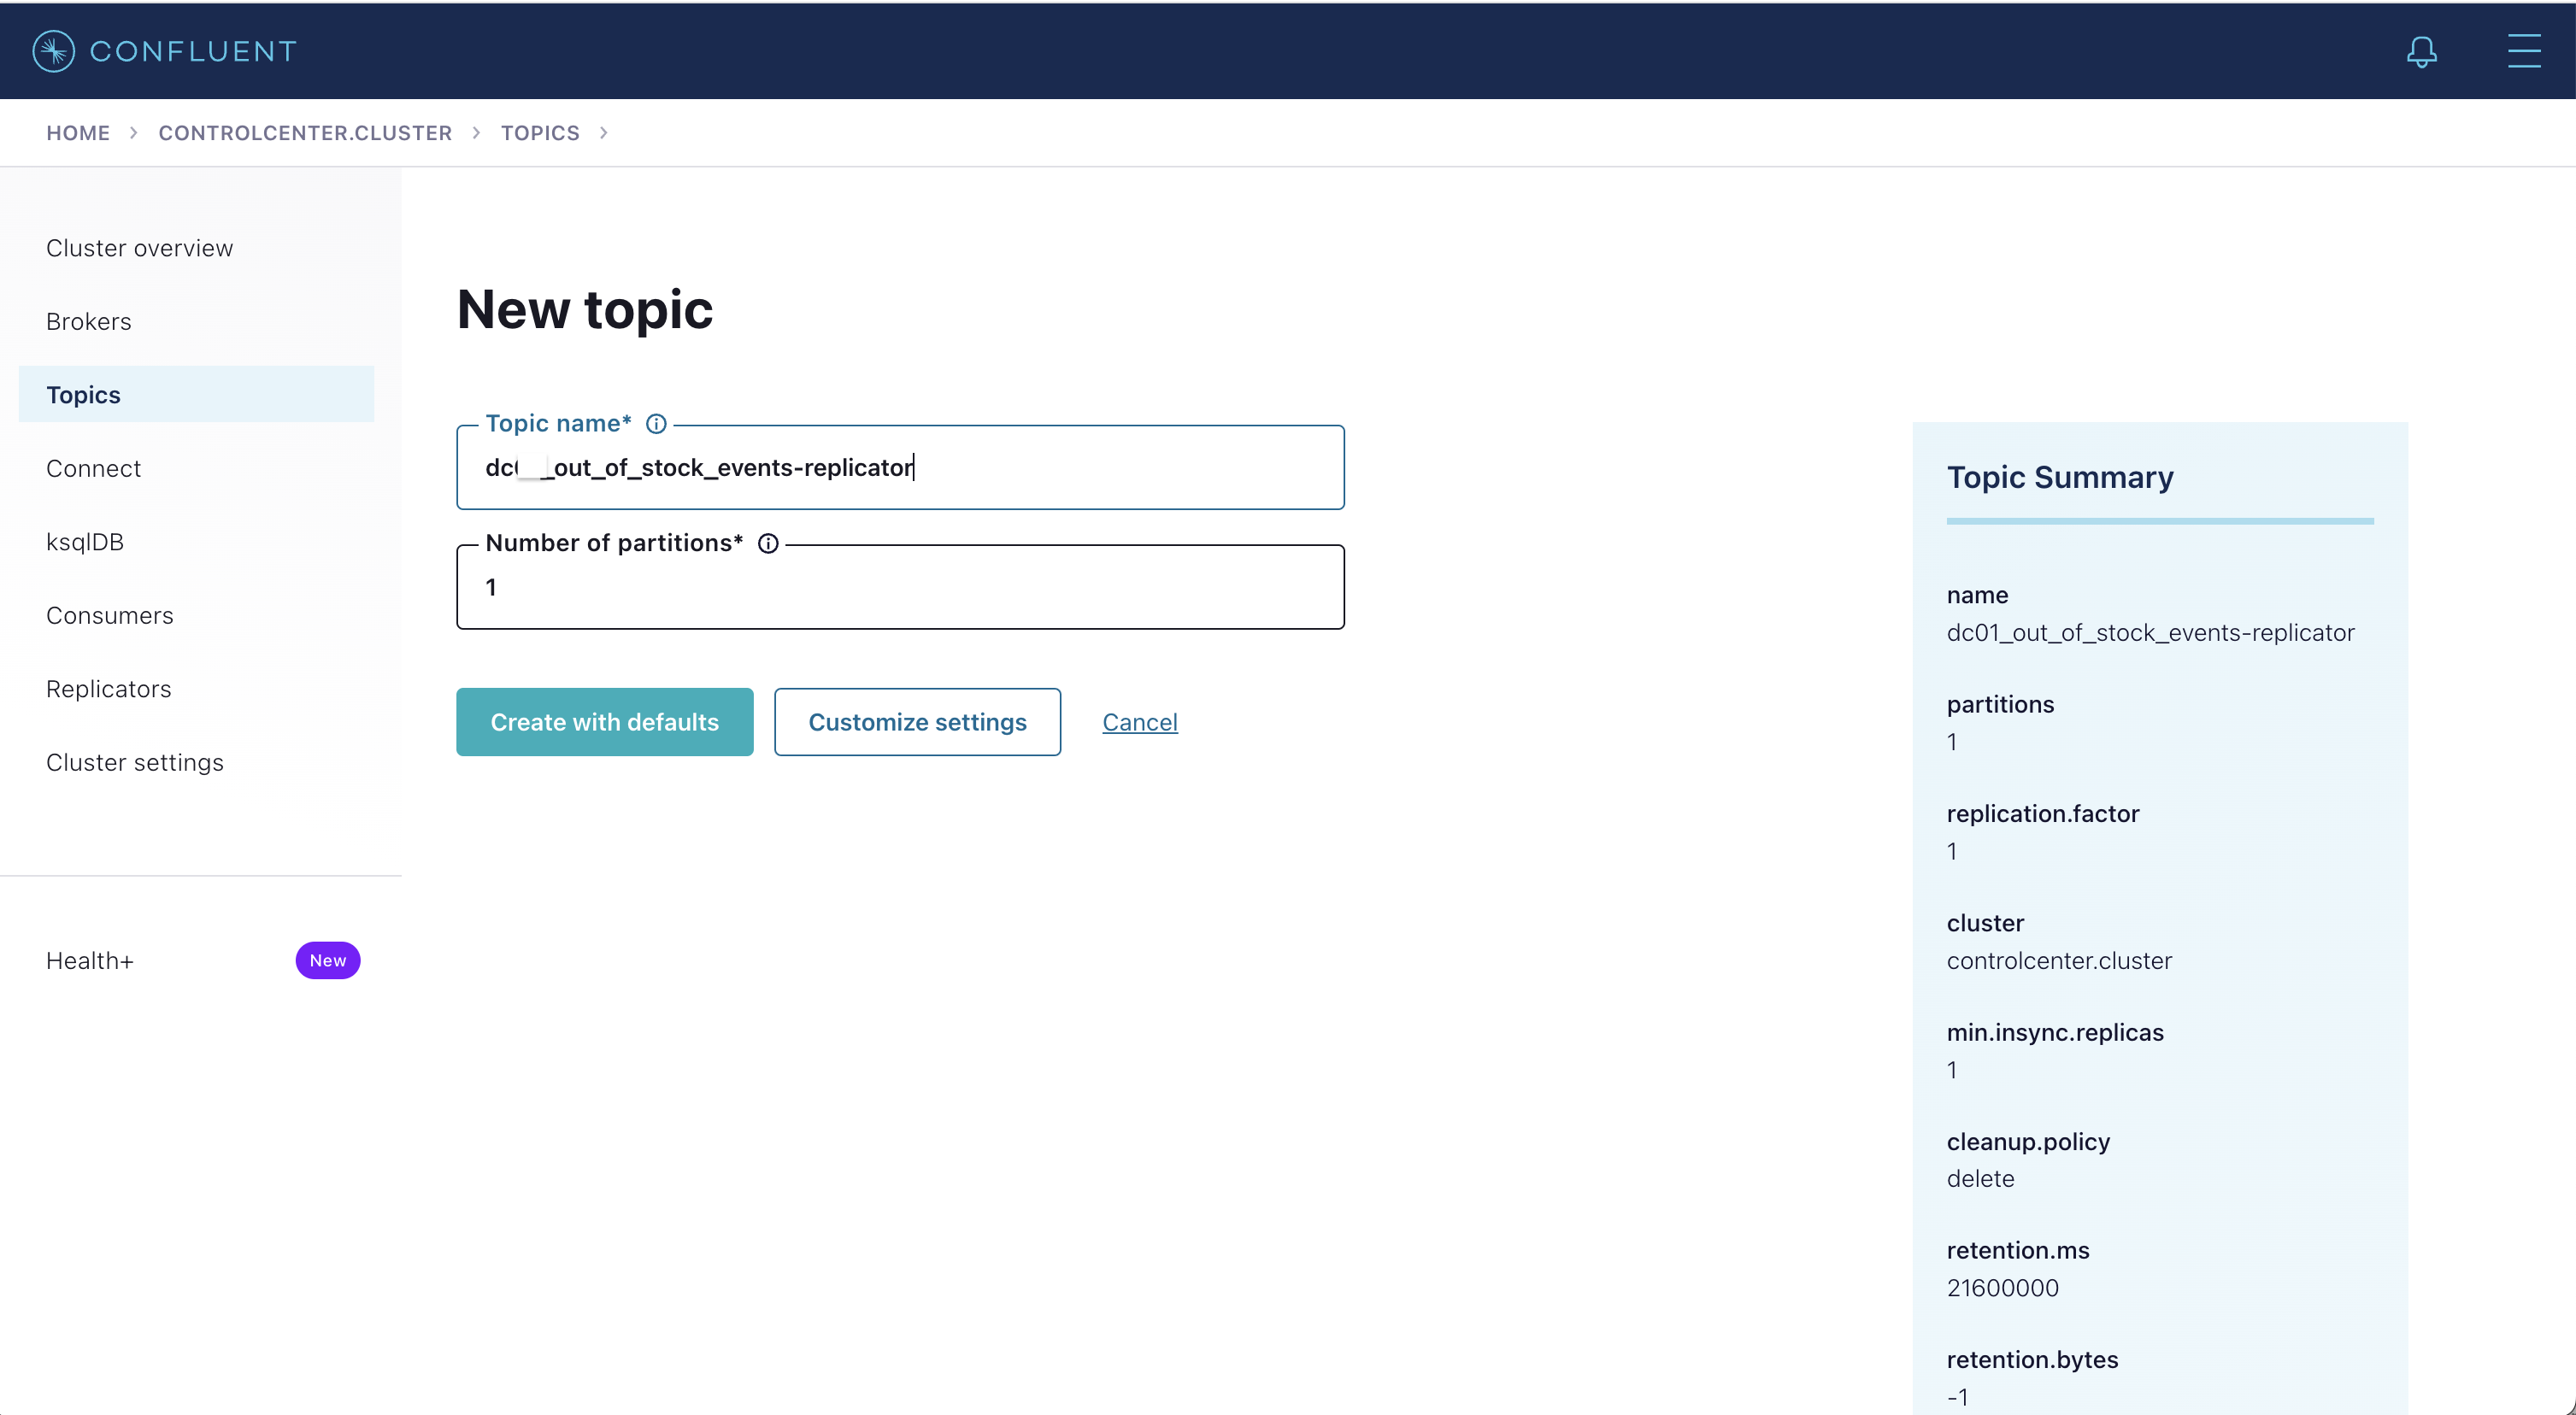 CONFLUENT
HOME > CONTROLCENTER.CLUSTER > TOPICS >
Cluster overview
Brokers
Topics
Connect
ksqlDB
Consumers
Replicators
Cluster settings
Health+ New
New topic
Topic name*
dc _out_of_stock_events-replicator
Number of partitions*
1
Create with defaults Customize settings Cancel
Topic Summary
name
dc01_out_of_stock_events-replicator
partitions
1
replication.factor
1
cluster
controlcenter.cluster
min.insync.replicas
1
cleanup.policy
delete
retention.ms
21600000
retention.bytes
-1